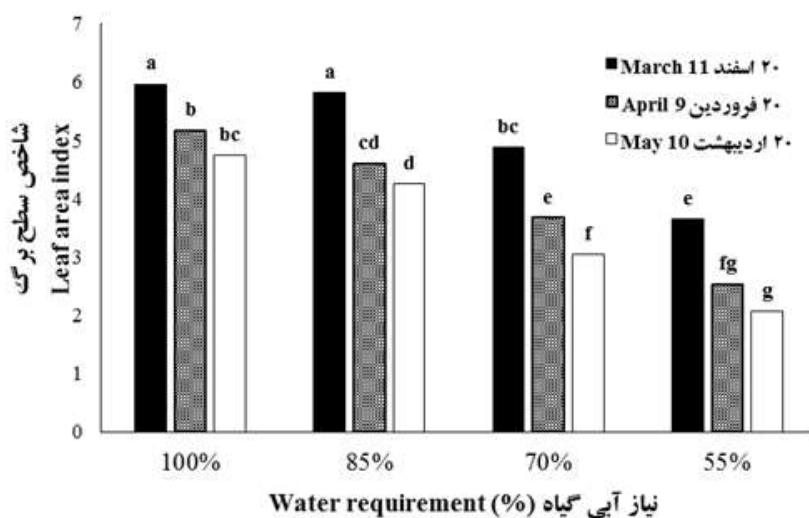 شاخص سطح برگ
Leaf area index
7
6
5
4
3
2
1
0
a
b
bc
a
cd
d
bc
e
f
e
fg
g
۲۰ اسفند March 11
۲۰ فروردین April 9
۲۰ اردیبهشت May 10
100%
85%
70%
55%
نیاز آبی گیاه Water requirement (%)